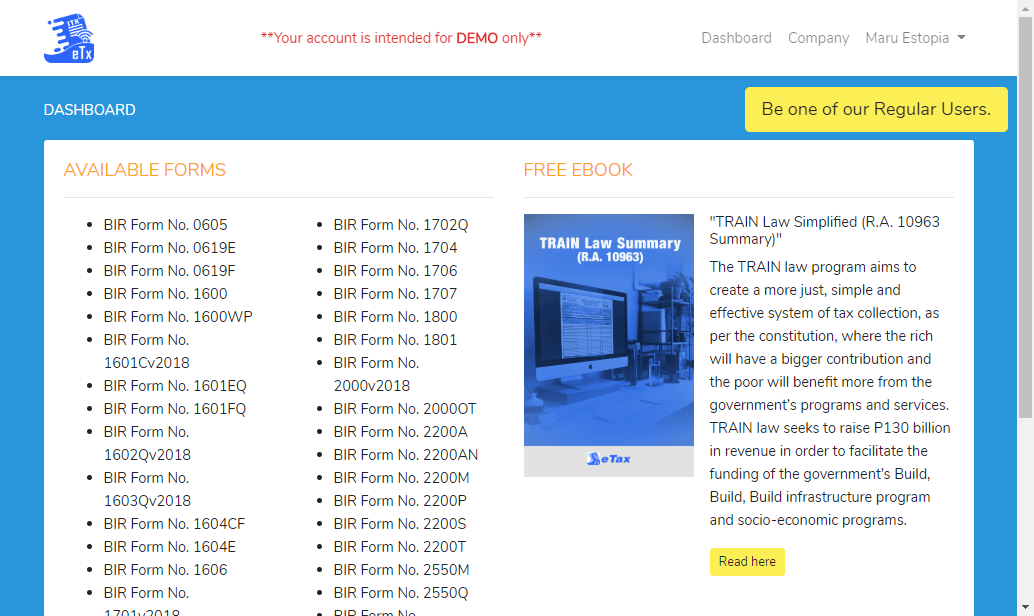 ITR
eTx
**Your account is intended for DEMO only**
Dashboard
Company
Maru Estopia
DASHBOARD
Be one of our Regular Users.
AVAILABLE FORMS
BIR Form No. 0605
BIR Form No. 0619E
BIR Form No. 0619F
BIR Form No. 1600
BIR Form No. 1600WP
BIR Form No.
1601Cv2018
BIR Form No. 1601EQ
BIR Form No. 1601FQ
BIR Form No.
1602Qv2018
BIR Form No.
1603Qv2018
BIR Form No. 1604CF
BIR Form No. 1604E
BIR Form No. 1606
BIR Form No.
1701v2018
BIR Form No. 1702Q
BIR Form No. 1704
BIR Form No. 1706
BIR Form No. 1707
BIR Form No. 1800
BIR Form No. 1801
BIR Form No.
2000v2018
BIR Form No. 2000OT
BIR Form No. 2200A
BIR Form No. 2200AN
BIR Form No. 2200M
BIR Form No. 2200P
BIR Form No. 2200S
BIR Form No. 2200T
BIR Form No. 2550M
BIR Form No. 2550Q
BIR Form No.
FREE EBOOK
TRAIN Law Summary
(R.A. 10963)
eTax
"TRAIN Law Simplified (R.A. 10963
Summary)"
The TRAIN law program aims to
create a more just, simple and
effective system of tax collection, as
per the constitution, where the rich
will have a bigger contribution and
the poor will benefit more from the
government's programs and services.
TRAIN law seeks to raise P130 billion
in revenue in order to facilitate the
funding of the government's Build,
Build, Build infrastructure program
and socio-economic programs.
Read here